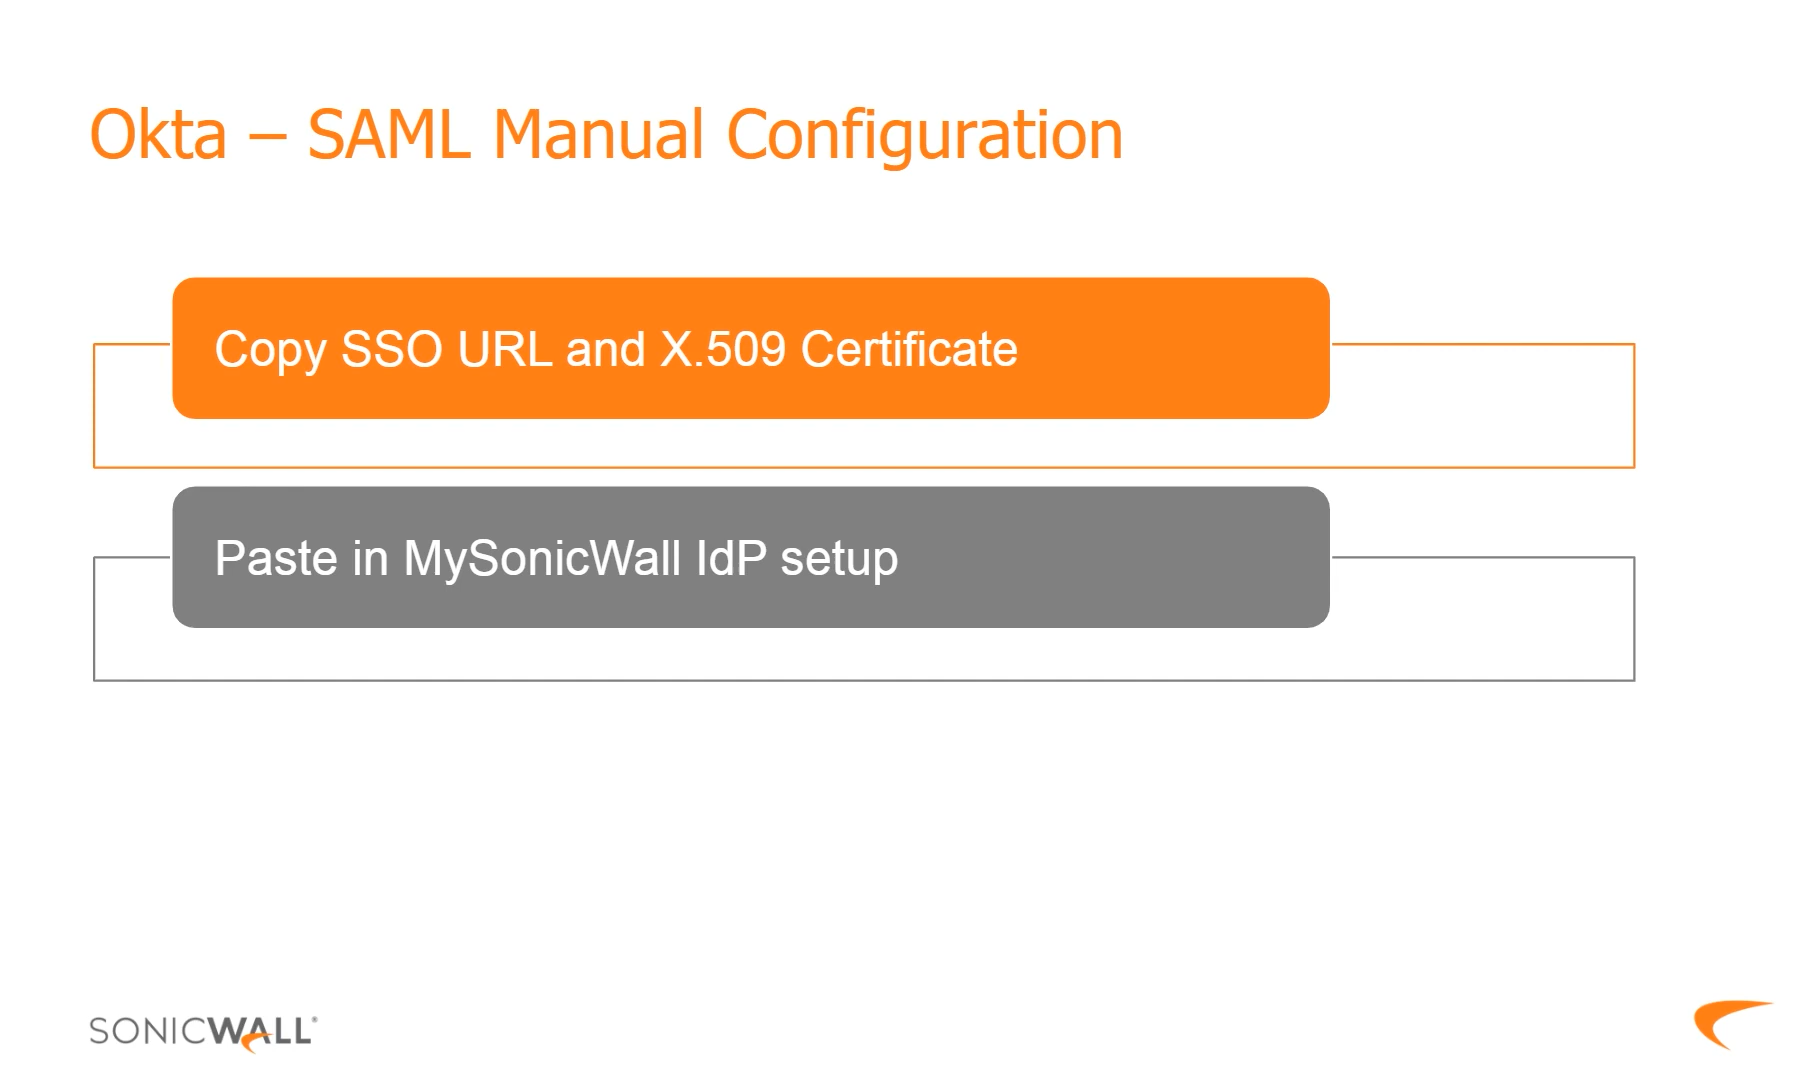 Okta – SAML Manual Configuration
Copy SSO URL and X.509 Certificate
Paste in MySonicWall IdP setup
SONICWALL®